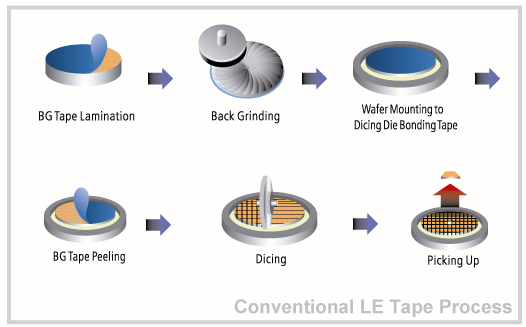 BG Tape Lamination
Back Grinding
Wafer Mounting to
Dicing Die Bonding Tape
BG Tape Peeling
Dicing
Picking Up
Conventional LE Tape Process